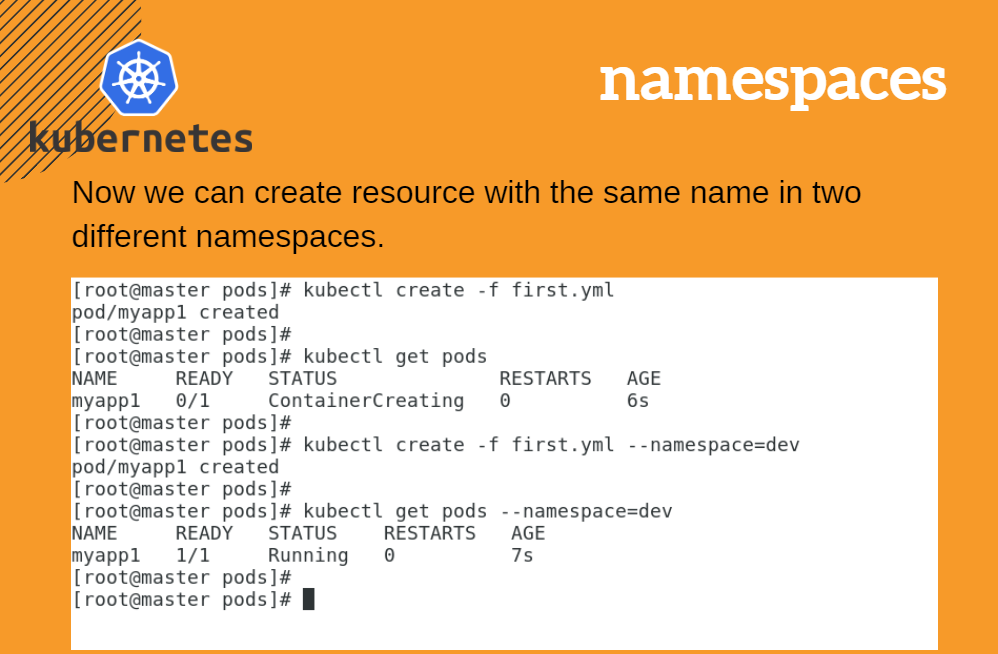 kubernetes
namespaces
Now we can create resource with the same name in two
different namespaces.
[root@master pods]# kubectl create -f first.yml
pod/myapp1 created
[root@master pods]#
[root@master pods]# kubectl get pods
NAME     READY   STATUS              RESTARTS   AGE
myapp1   0/1     ContainerCreating   0          6s
[root@master pods]#
[root@master pods]# kubectl create -f first.yml --namespace=dev
pod/myapp1 created
[root@master pods]#
[root@master pods]# kubectl get pods --namespace=dev
NAME     READY   STATUS    RESTARTS   AGE
myapp1   1/1     Running   0          7s
[root@master pods]#
[root@master pods]#